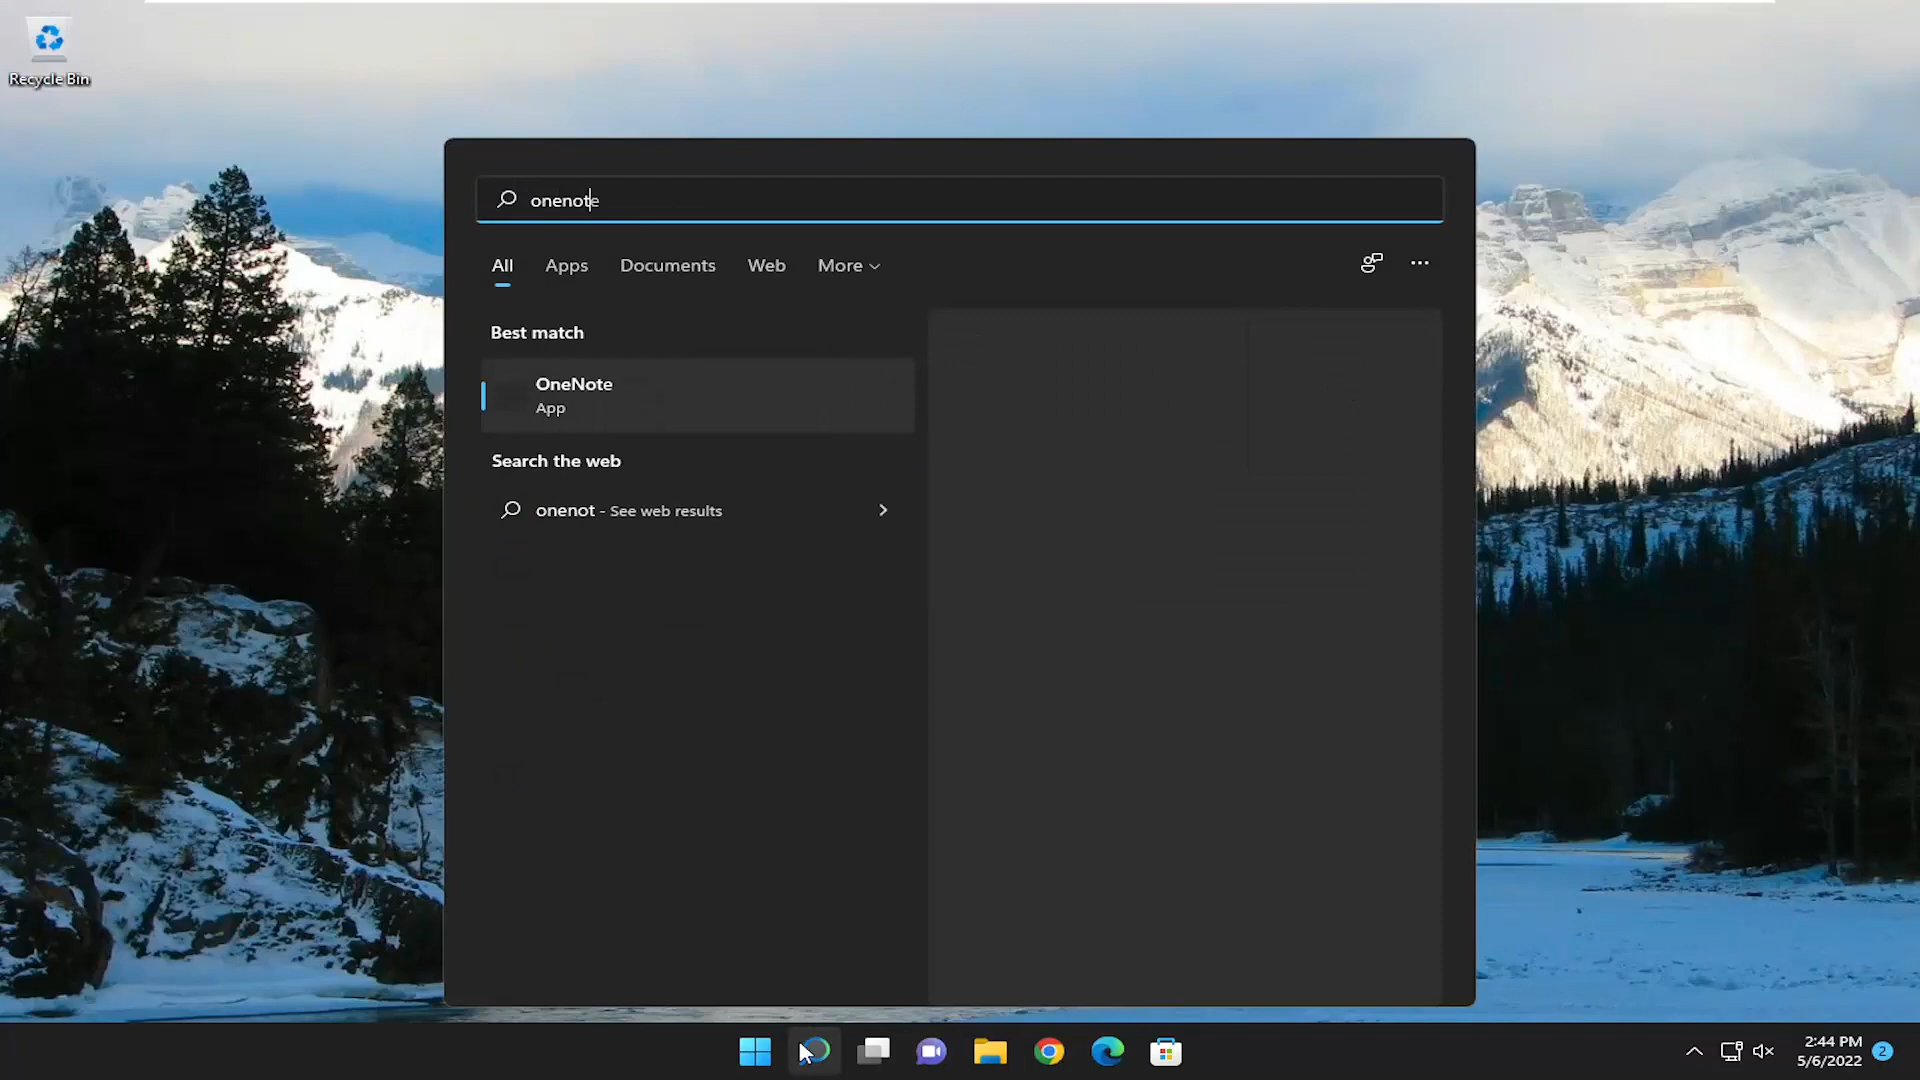 Recycle Bin
onenote
All Apps Documents Web More
Best match
OneNote
App
Search the web
onenot - See web results
2:44 PM
5/6/2022
2